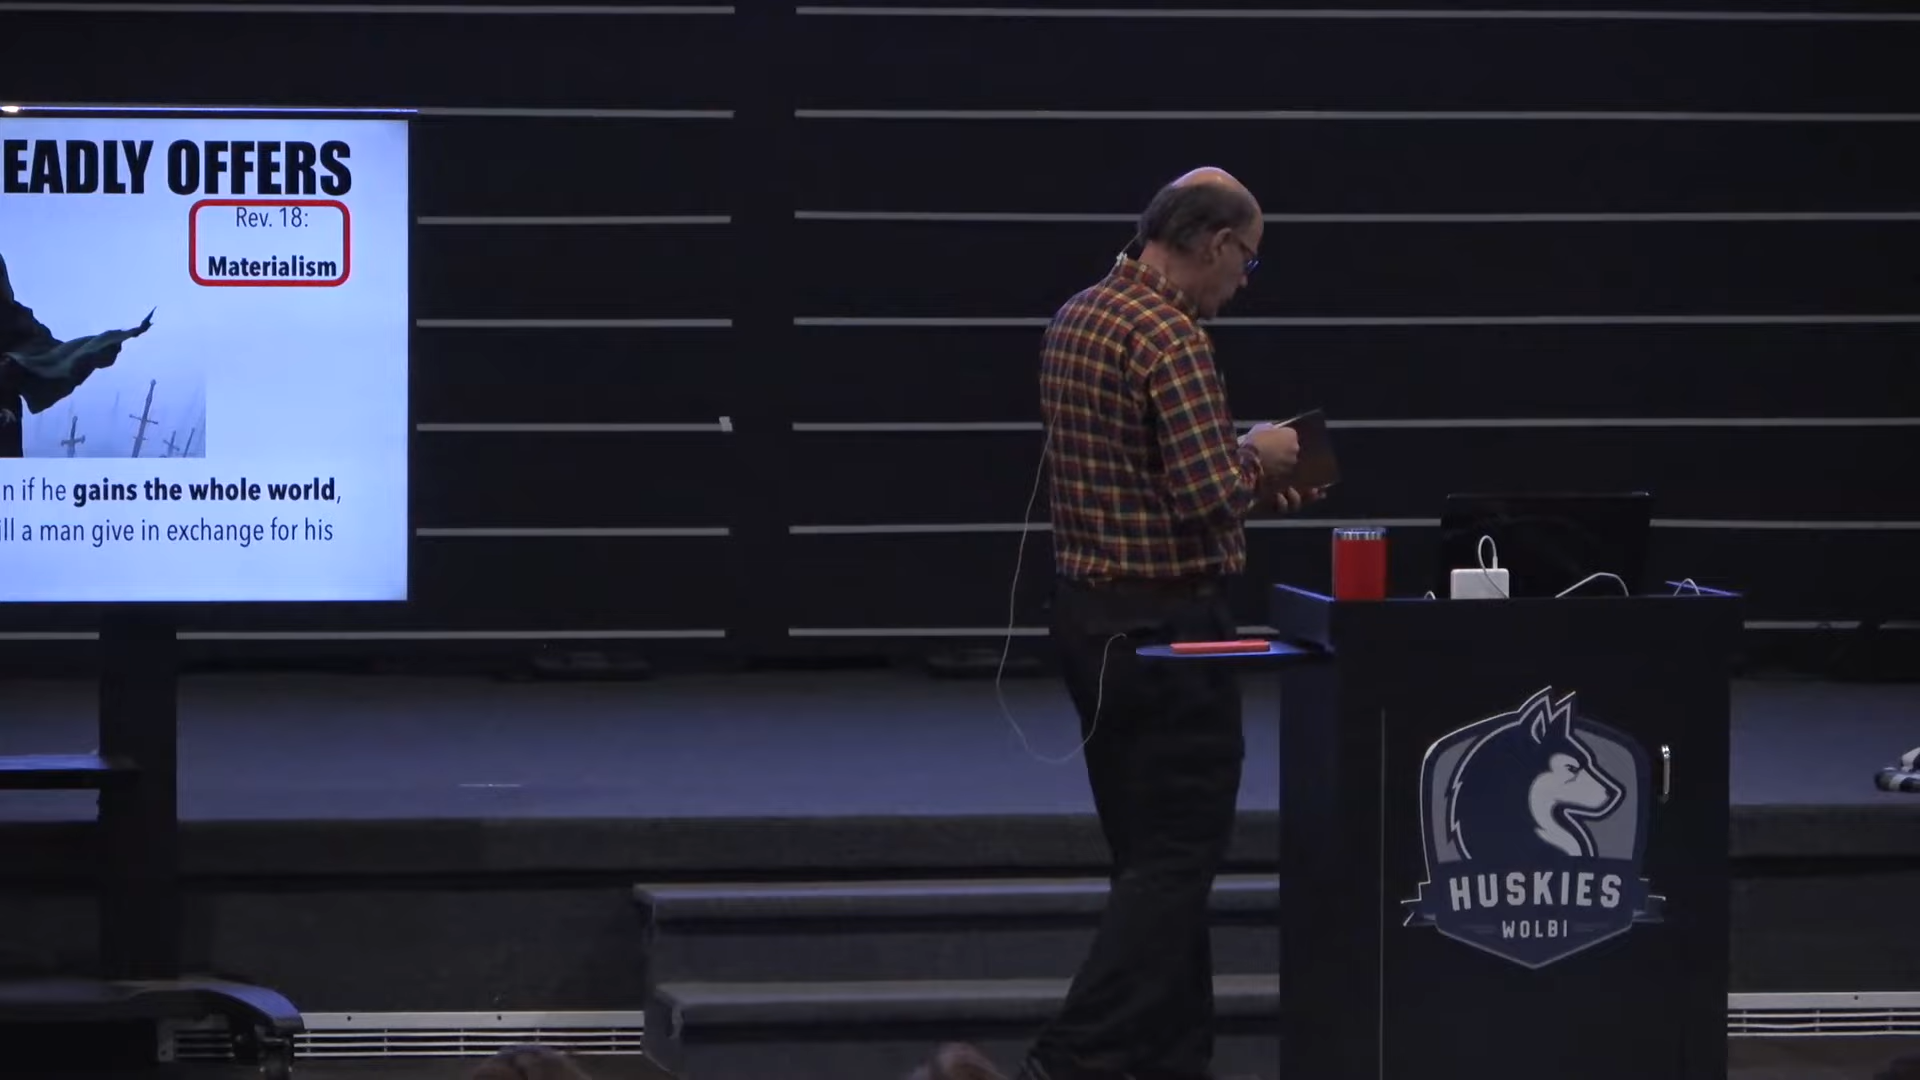 EADLY OFFERS
Rev. 18:
Materialism
n if he gains the whole world,
ill a man give in exchange for his
HUSKIES
WOLBI